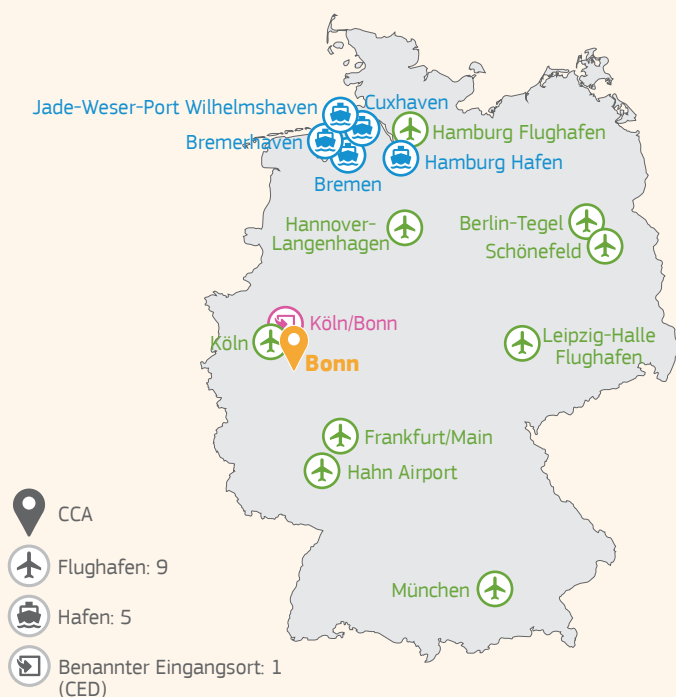 Jade-Weser-Port Wilhelmshaven
Cuxhaven
Bremerhaven
Hamburg Flughafen
Bremen
Hamburg Hafen
Hannover-
Langenhagen
Berlin-Tegel
Schönefeld
Köln/Bonn
Köln
Bonn
Leipzig-Halle
Flughafen
Frankfurt/Main
Hahn Airport
München
CCA
Flughafen: 9
Hafen: 5
Benannter Eingangsort: 1
(CED)